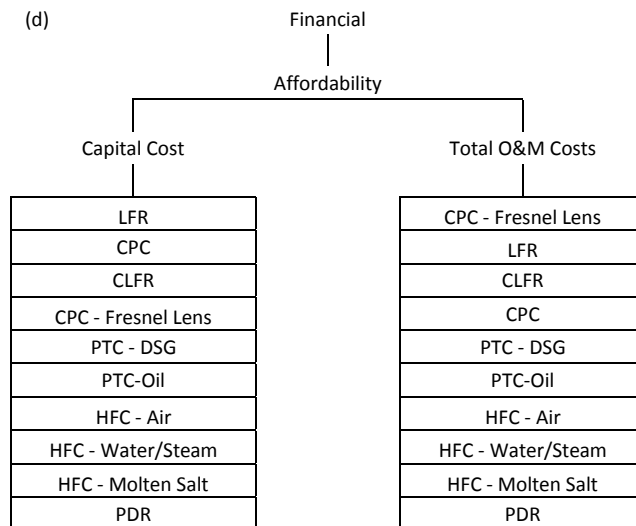 (d) Financial
Affordability
Capital Cost
LFR
CPC
CLFR
CPC - Fresnel Lens
PTC - DSG
PTC-Oil
HFC - Air
HFC - Water/Steam
HFC - Molten Salt
PDR
Total O&M Costs
CPC - Fresnel Lens
LFR
CLFR
CPC
PTC - DSG
PTC-Oil
HFC - Air
HFC - Water/Steam
HFC - Molten Salt
PDR